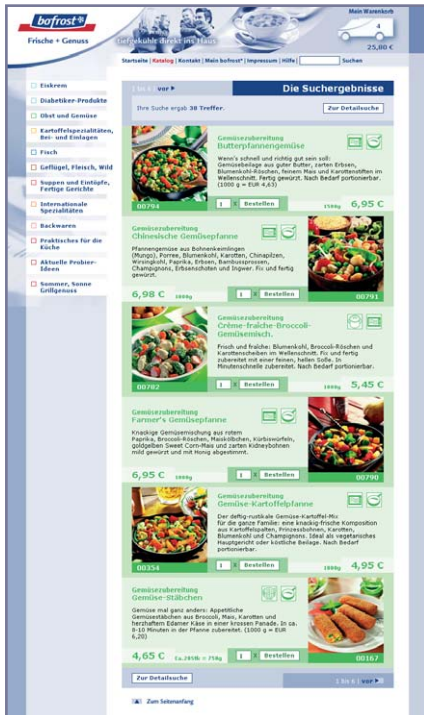 bofrost*
Frische + Genuss
tiefgekühlt direkt ins Haus
Mein Warenkorb
4
25,80 €
Startseite | Katalog | Kontakt | Mein bofrost* | Impressum | Hilfe | Suchen
Eiskrem
Diabetiker-Produkte
Obst und Gemüse
Kartoffelspezialitäten,
Bei- und Einlagen
Fisch
Geflügel, Fleisch, Wild
Suppen und Eintöpfe,
Fertige Gerichte
Internationale
Spezialitäten
Backwaren
Praktisches für die
Küche
Aktuelle Probier-
Ideen
Sommer, Sonne
Grillgenuss
1 bis 6 | vor
Die Suchergebnisse
Ihre Suche ergab 38 Treffer.
Zur Detailsuche
Gemüsezubereitung
Butterpfannengemüse
Wenn's schnell und richtig gut sein soll:
Gemüsebeilage aus guter Butter, zarten Erbsen,
Blumenkohl-Röschen, feinem Mais und Karottenstiften im
Wellenschnitt. Fertig gewürzt. Nach Bedarf portionierbar.
(1000 g = EUR 4,63)
00794
1 X Bestellen
1500g 6,95 €
Gemüsezubereitung
Chinesische Gemüsepfanne
Pfannengemüse aus Bohnenkeimlingen
(Mungo), Porree, Blumenkohl, Karotten, Chinapilzen,
Wirsingkohl, Paprika, Erbsen, Bambussprossen,
Champignons, Erbsenschoten und Ingwer. Fix und fertig
gewürzt.
6,98 € 1000g
1 X Bestellen
00791
Gemüsezubereitung
Crème-fraîche-Broccoli-
Gemüsemisch.
Frisch und fraîche: Blumenkohl, Broccoli-Röschen und
Karottenscheiben im Wellenschnitt. Fix und fertig
zubereitet mit einer feinen, hellen Soße. In
Minutenschnelle zubereitet. Nach Bedarf portionierbar.
00782
1 X Bestellen
1000g 5,45 €
Gemüsezubereitung
Farmer's Gemüsepfanne
Knackige Gemüsemischung aus rotem
Paprika, Broccoli-Röschen, Maiskölbchen, Kürbiswürfeln,
goldgelben Sweet Corn-Mais und zarten Kidneybohnen
mild gewürzt und mit Honig abgestimmt.
6,95 € 1000g
1 X Bestellen
00790
Gemüsezubereitung
Gemüse-Kartoffelpfanne
Der deftig-rustikale Gemüse-Kartoffel-Mix
für die ganze Familie: eine knackig-frische Komposition
aus Kartoffelspalten, Prinzessbohnen, Karotten,
Blumenkohl und Champignons. Ideal als vegetarisches
Hauptgericht oder köstliche Beilage. Nach Bedarf
portionierbar.
00354
1 X Bestellen
1000g 4,95 €
Gemüsezubereitung
Gemüse-Stäbchen
Gemüse mal ganz anders: Appetitliche
Gemüsestäbchen aus Broccoli, Mais, Karotten und
herzhaftem Edamer Käse in einer krossen Panade. In ca.
8-10 Minuten in der Pfanne zubereitet. (1000 g = EUR
6,20)
4,65 € Ca.20Stk = 750g
1 X Bestellen
00167
Zur Detailsuche
1 bis 6 | vor
Zum Seitenanfang